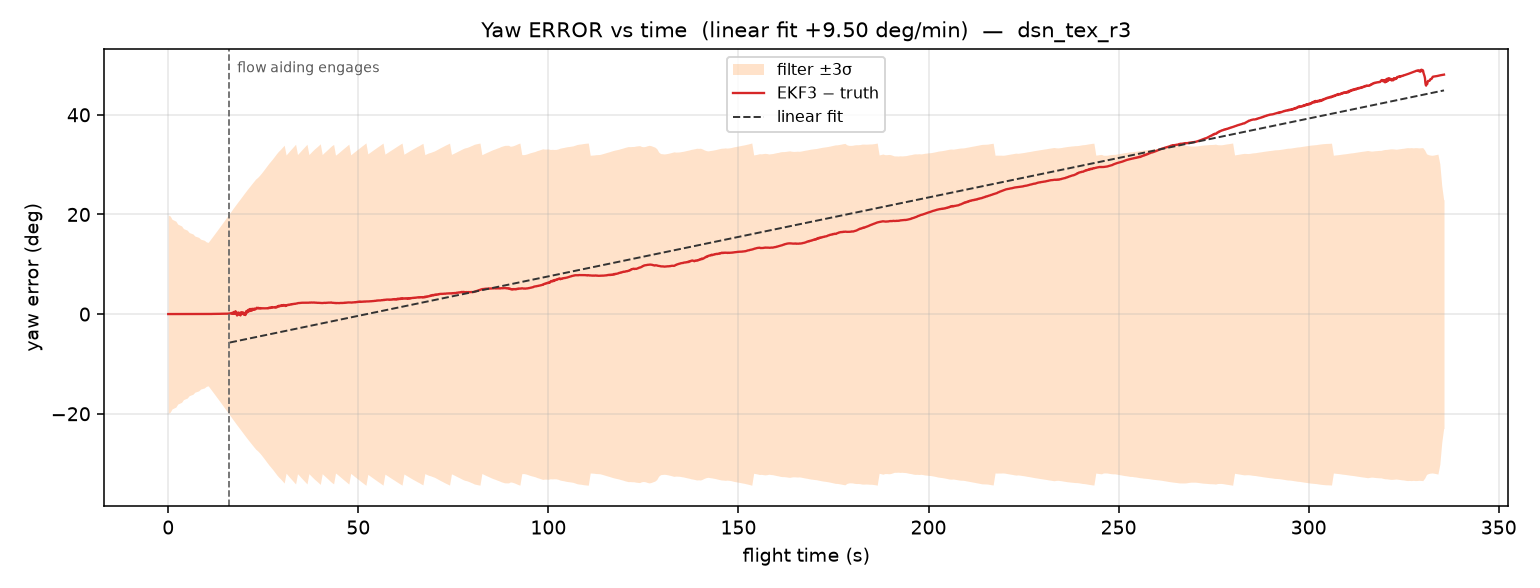 Yaw ERROR vs time  (linear fit +9.50 deg/min)  —  dsn_tex_r3
flow aiding engages
filter ±3σ
EKF3 − truth
linear fit
yaw error (deg)
40
20
0
−20
0
50
100
150
200
250
300
350
flight time (s)